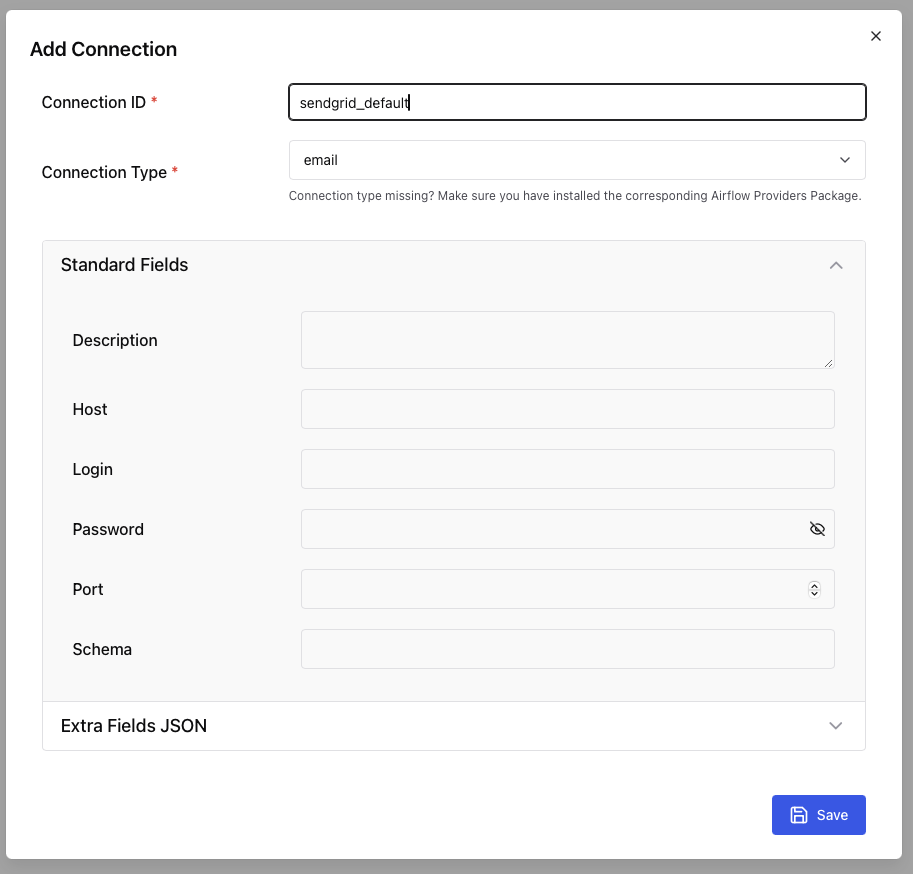 Add Connection
Connection ID *
sendgrid_default
Connection Type *
email
Connection type missing? Make sure you have installed the corresponding Airflow Providers Package.
Standard Fields
Description
Host
Login
Password
Port
Schema
Extra Fields JSON
Save